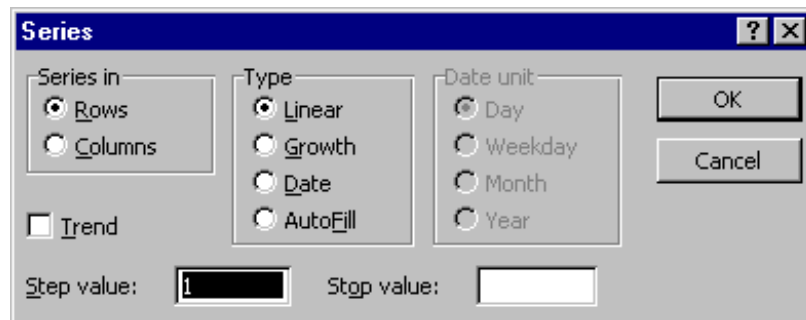 Series
Series in
Rows
Columns
Trend
Type
Linear
Growth
Date
AutoFill
Date unit
Day
Weekday
Month
Year
OK
Cancel
Step value: 1
Stop value: